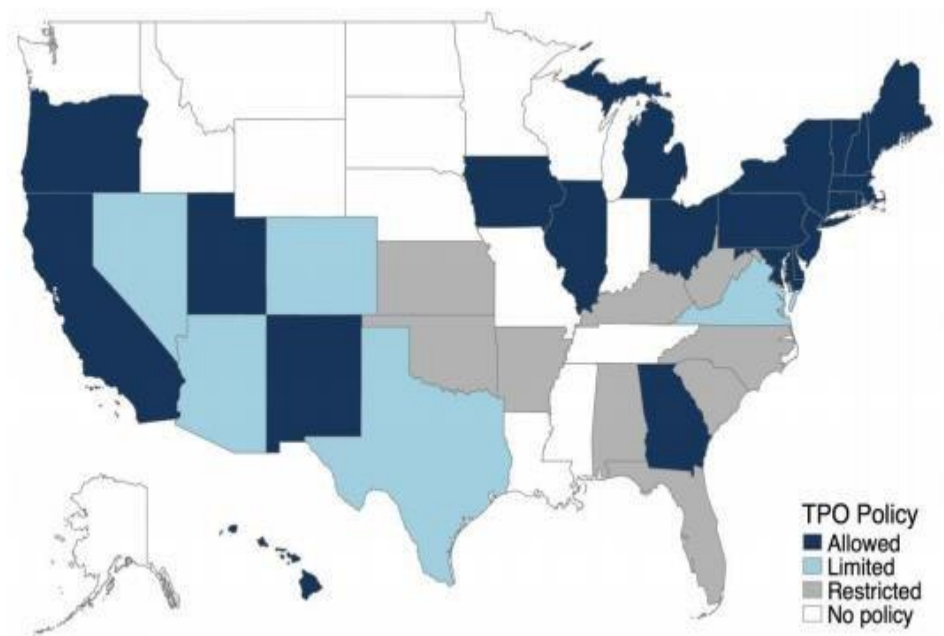 TPO Policy
Allowed
Limited
Restricted
No policy